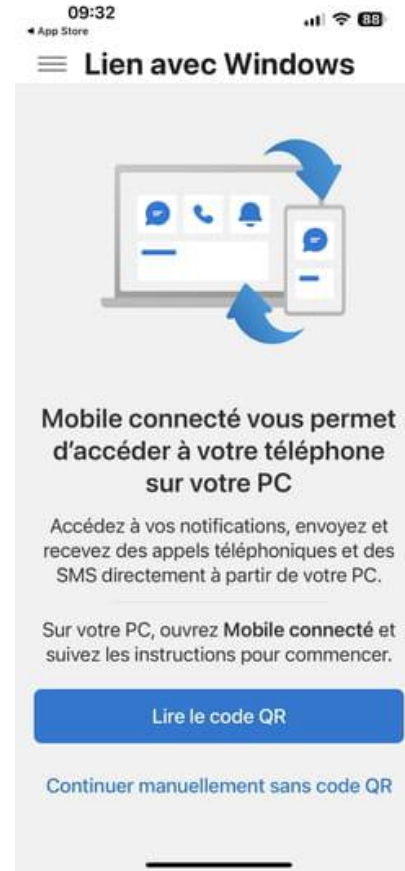 09:32
88
◀ App Store
Lien avec Windows
Mobile connecté vous permet
d'accéder à votre téléphone
sur votre PC
Accédez à vos notifications, envoyez et
recevez des appels téléphoniques et des
SMS directement à partir de votre PC.
Sur votre PC, ouvrez Mobile connecté et
suivez les instructions pour commencer.
Lire le code QR
Continuer manuellement sans code QR